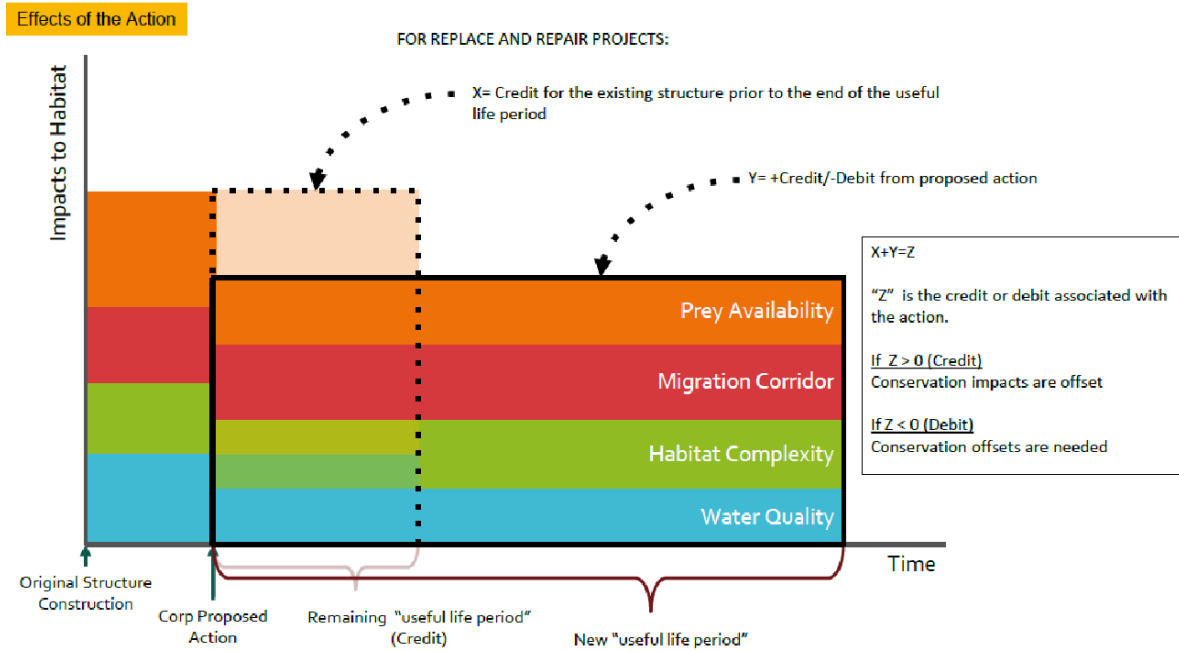 Effects of the Action
FOR REPLACE AND REPAIR PROJECTS:
Impacts to Habitat
X= Credit for the existing structure prior to the end of the useful
life period
Y= +Credit/-Debit from proposed action
X+Y=Z
"Z" is the credit or debit associated with
the action.
If Z > 0 (Credit)
Conservation impacts are offset
If Z < 0 (Debit)
Conservation offsets are needed
Prey Availability
Migration Corridor
Habitat Complexity
Water Quality
Time
Original Structure
Construction
Corp Proposed
Action
Remaining "useful life period"
(Credit)
New "useful life period"